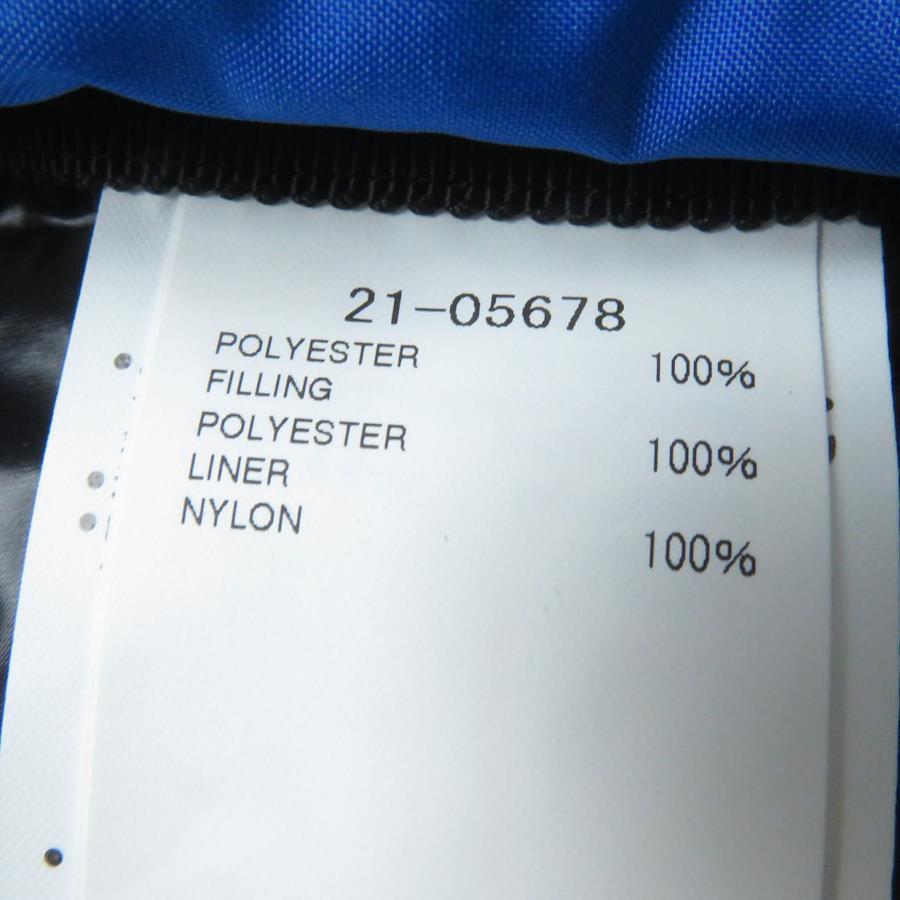 21-05678
POLYESTER 100%
FILLING
POLYESTER 100%
LINER
NYLON 100%